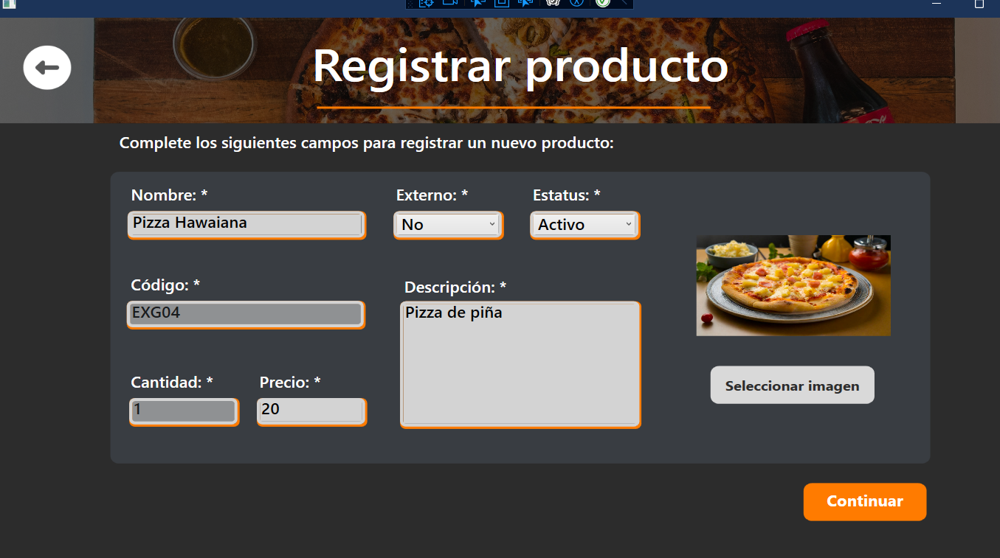 Registrar producto
Complete los siguientes campos para registrar un nuevo producto:
Nombre: *
Externo: *
Estatus: *
Pizza Hawaiana
No
Activo
Código: *
Descripción: *
EXG04
Pizza de piña
Cantidad: *
Precio: *
1
20
Seleccionar imagen
Continuar